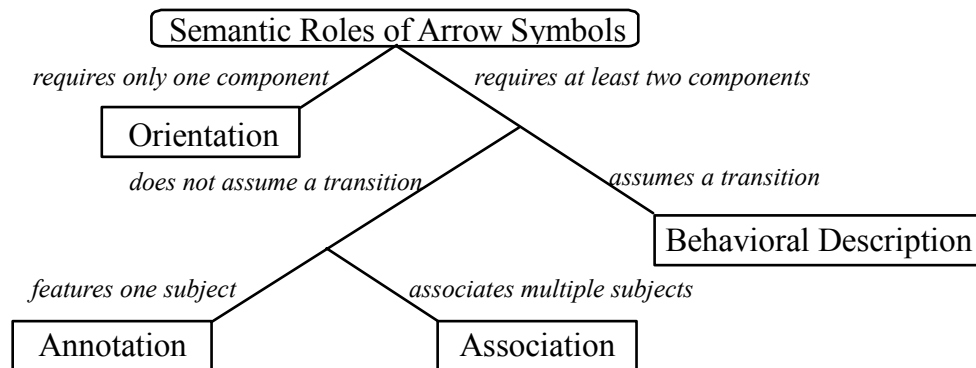 Semantic Roles of Arrow Symbols
requires only one component
requires at least two components
Orientation
does not assume a transition
assumes a transition
Behavioral Description
features one subject
associates multiple subjects
Annotation
Association